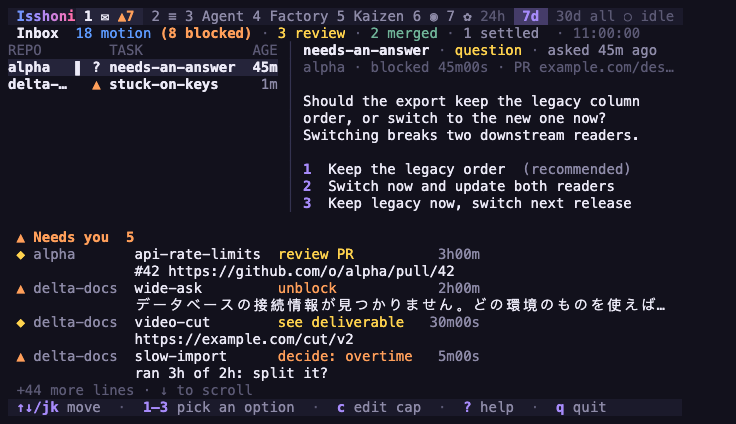 Isshoni 1 ✉ ▲7 2 ≡ 3 Agent 4 Factory 5 Kaizen 6 ◉ 7 ✿ 24h 7d 30d all ○ idle
Inbox 18 motion (8 blocked) · 3 review · 2 merged · 1 settled · 11:00:00
REPO TASK AGE
alpha ? needs-an-answer 45m
delta-… ▲ stuck-on-keys 1m
needs-an-answer · question · asked 45m ago
alpha · blocked 45m00s · PR example.com/des…
Should the export keep the legacy column
order, or switch to the new one now?
Switching breaks two downstream readers.
1 Keep the legacy order (recommended)
2 Switch now and update both readers
3 Keep legacy now, switch next release
▲ Needs you 5
◆ alpha api-rate-limits review PR 3h00m
#42 https://github.com/o/alpha/pull/42
▲ delta-docs wide-ask unblock 2h00m
データベースの接続情報が見つかりません。どの環境のものを使えば…
◆ delta-docs video-cut see deliverable 30m00s
https://example.com/cut/v2
▲ delta-docs slow-import decide: overtime 5m00s
ran 3h of 2h: split it?
+44 more lines · ↓ to scroll
↑↓/jk move · 1–3 pick an option · c edit cap · ? help · q quit